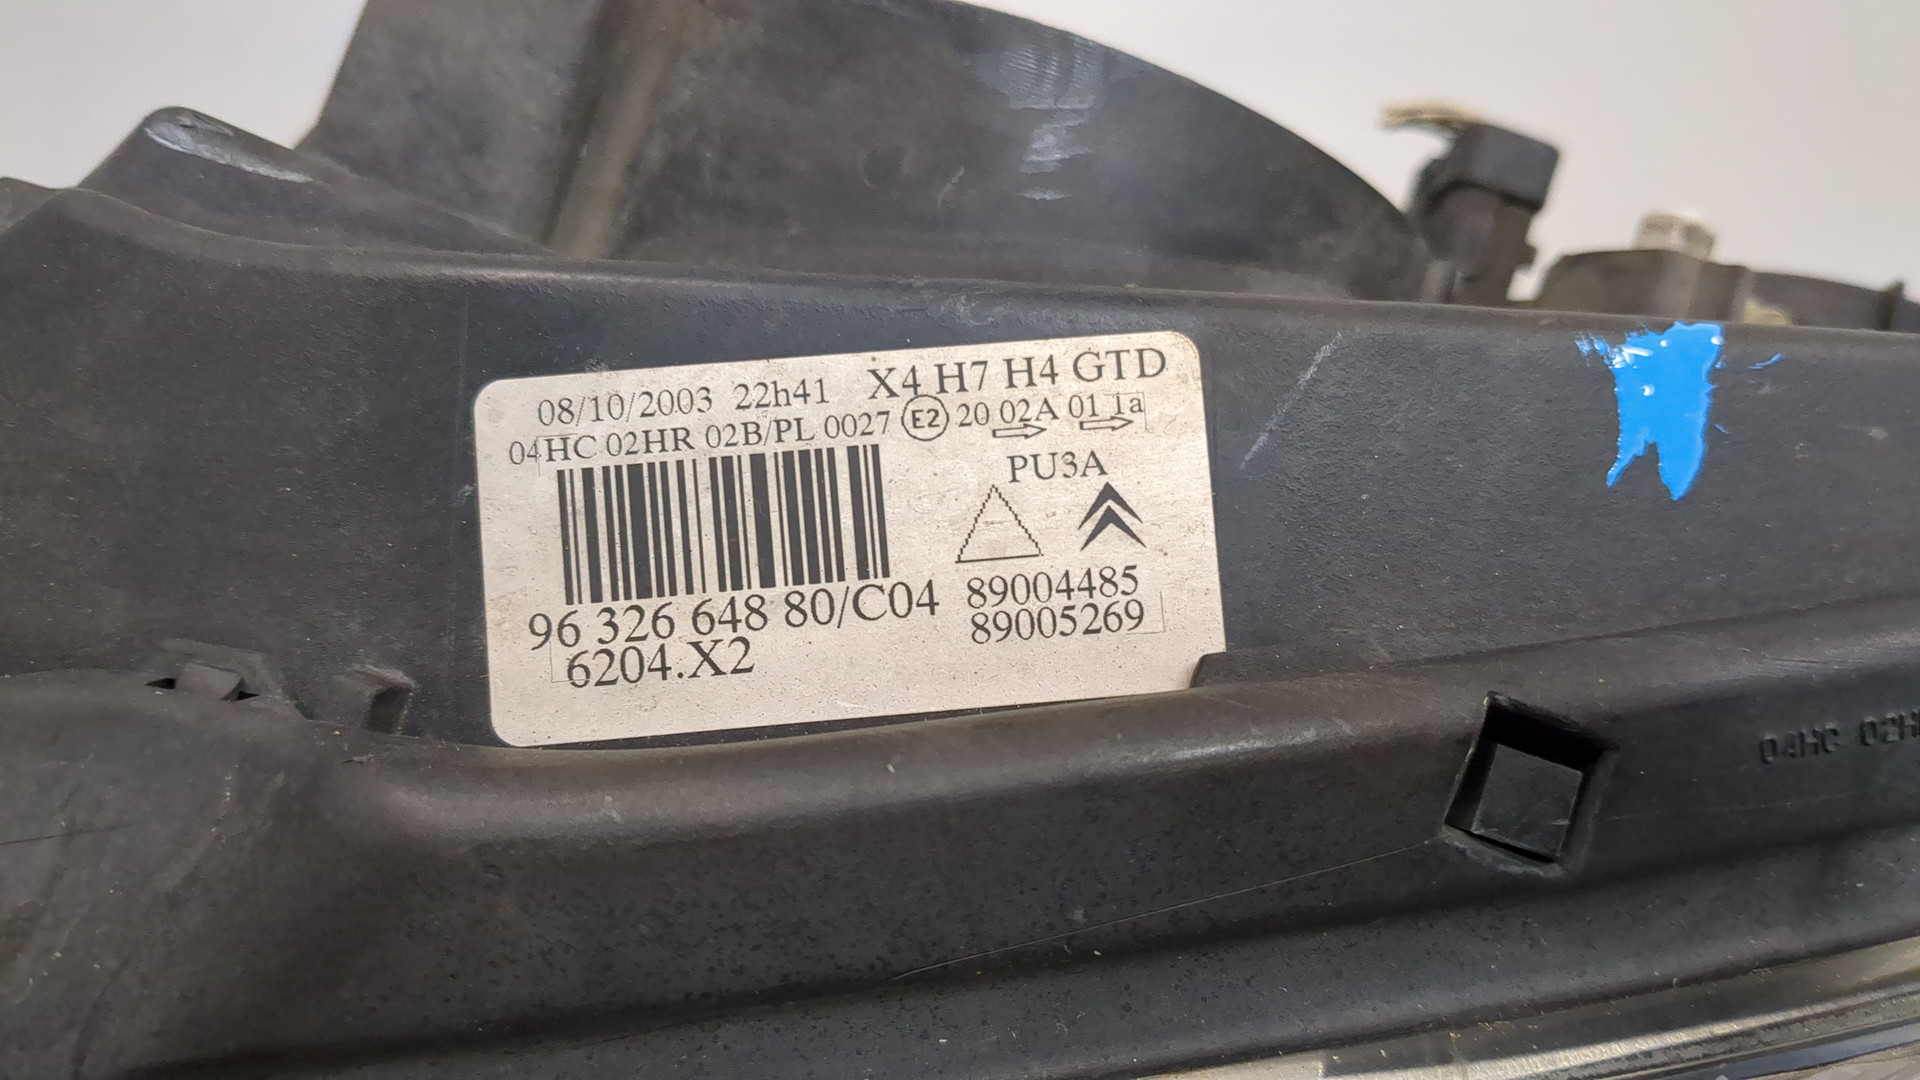 08/10/2003 22h41 X4 H7 H4 GTD
04HC 02HR 02B/PL 0027 E2 20 02A 01 1a
PU3A
96 326 648 80/C04
6204.X2
89004485
89005269
04HC 02H